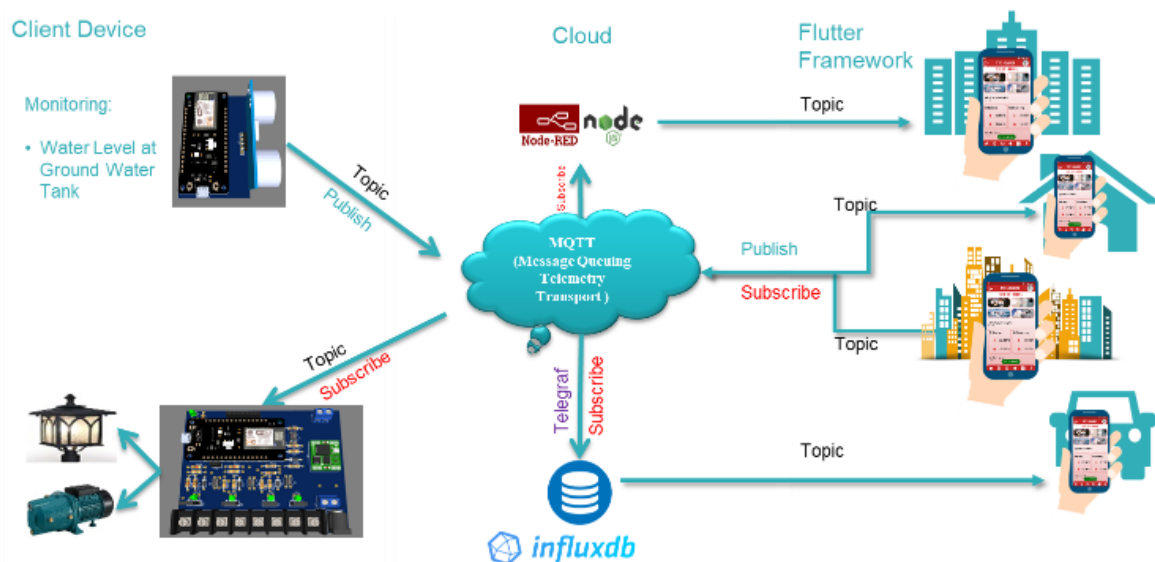 Client Device
Monitoring:
• Water Level at
Ground Water
Tank
Topic
Publish
Cloud
Node-RED
node
JS
Subscribe
MQTT
(Message Queuing
Telemetry
Transport )
Topic
Subscribe
Telegraf
Subscribe
influxdb
Flutter
Framework
Topic
Topic
Publish
Subscribe
Topic
Topic